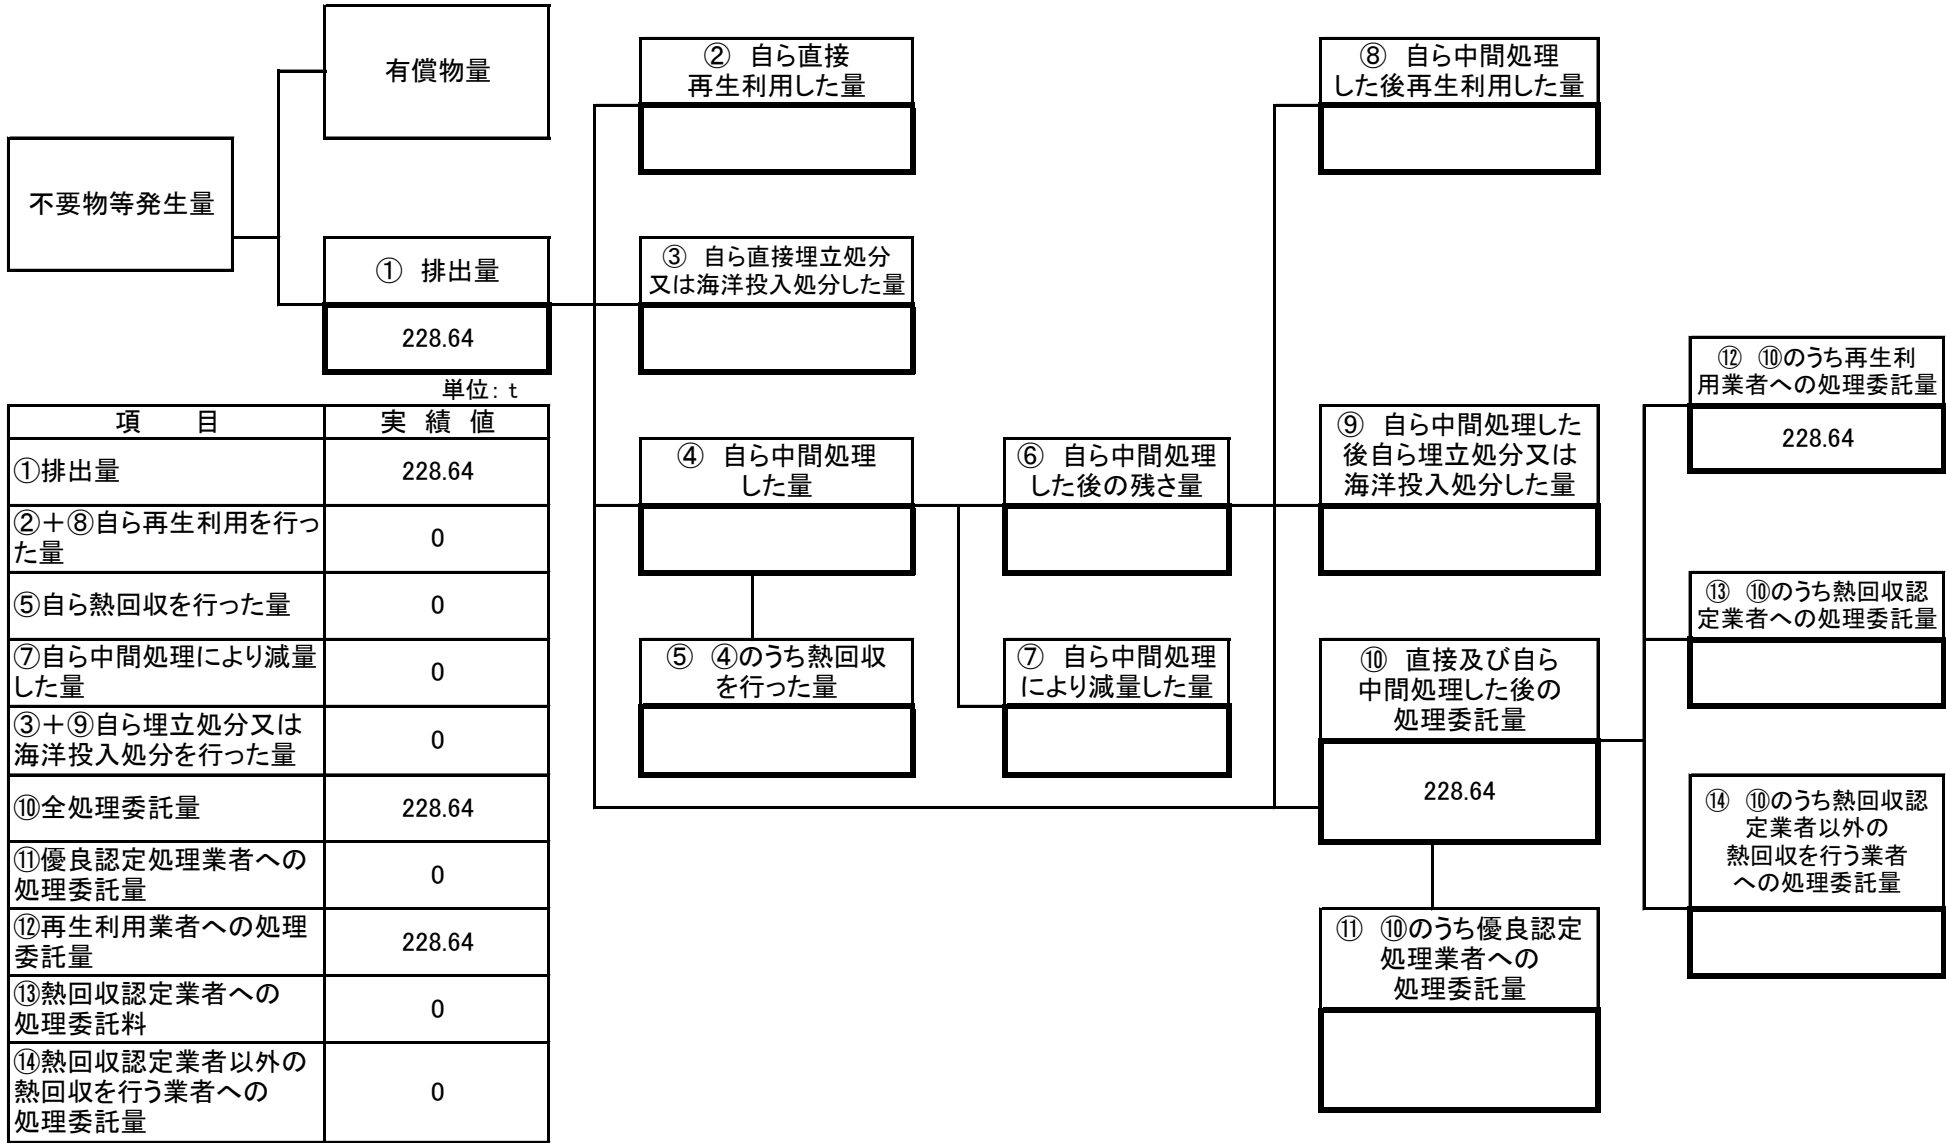 有償物量
不要物等発生量
①　排出量
228.64
②　自ら直接
再生利用した量
③　自ら直接埋立処分
又は海洋投入処分した量
④　自ら中間処理
した量
⑤　④のうち熱回収
を行った量
⑥　自ら中間処理
した後の残さ量
⑦　自ら中間処理
により減量した量
⑧　自ら中間処理
した後再生利用した量
⑨　自ら中間処理した
後自ら埋立処分又は
海洋投入処分した量
⑩　直接及び自ら
中間処理した後の
処理委託量
228.64
⑪　⑩のうち優良認定
処理業者への
処理委託量
⑫　⑩のうち再生利
用業者への処理委託量
228.64
⑬　⑩のうち熱回収認
定業者への処理委託量
⑭　⑩のうち熱回収認
定業者以外の
熱回収を行う業者
への処理委託量
単位：ｔ
項　　目　実　績　値
①排出量　228.64
②＋⑧自ら再生利用を行っ
た量　0
⑤自ら熱回収を行った量　0
⑦自ら中間処理により減量
した量　0
③＋⑨自ら埋立処分又は
海洋投入処分を行った量　0
⑩全処理委託量　228.64
⑪優良認定処理業者への
処理委託量　0
⑫再生利用業者への処理
委託量　228.64
⑬熱回収認定業者への
処理委託料　0
⑭熱回収認定業者以外の
熱回収を行う業者への
処理委託量　0